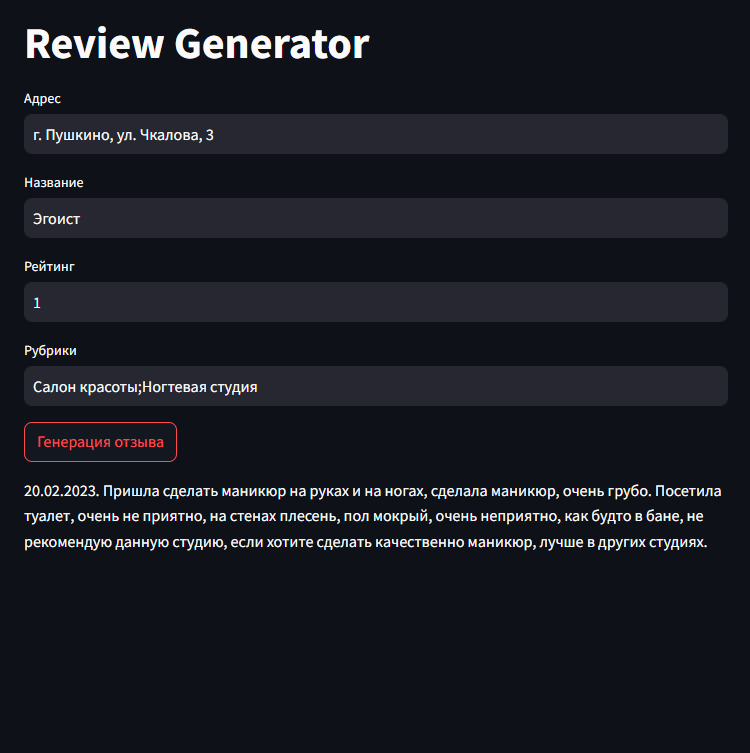 Review Generator
Адрес
г. Пушкино, ул. Чкалова, 3
Название
Эгоист
Рейтинг
1
Рубрики
Салон красоты;Ногтевая студия
Генерация отзыва
20.02.2023. Пришла сделать маникюр на руках и на ногах, сделала маникюр, очень грубо. Посетила
туалет, очень не приятно, на стенах плесень, пол мокрый, очень неприятно, как будто в бане, не
рекомендую данную студию, если хотите сделать качественно маникюр, лучше в других студиях.